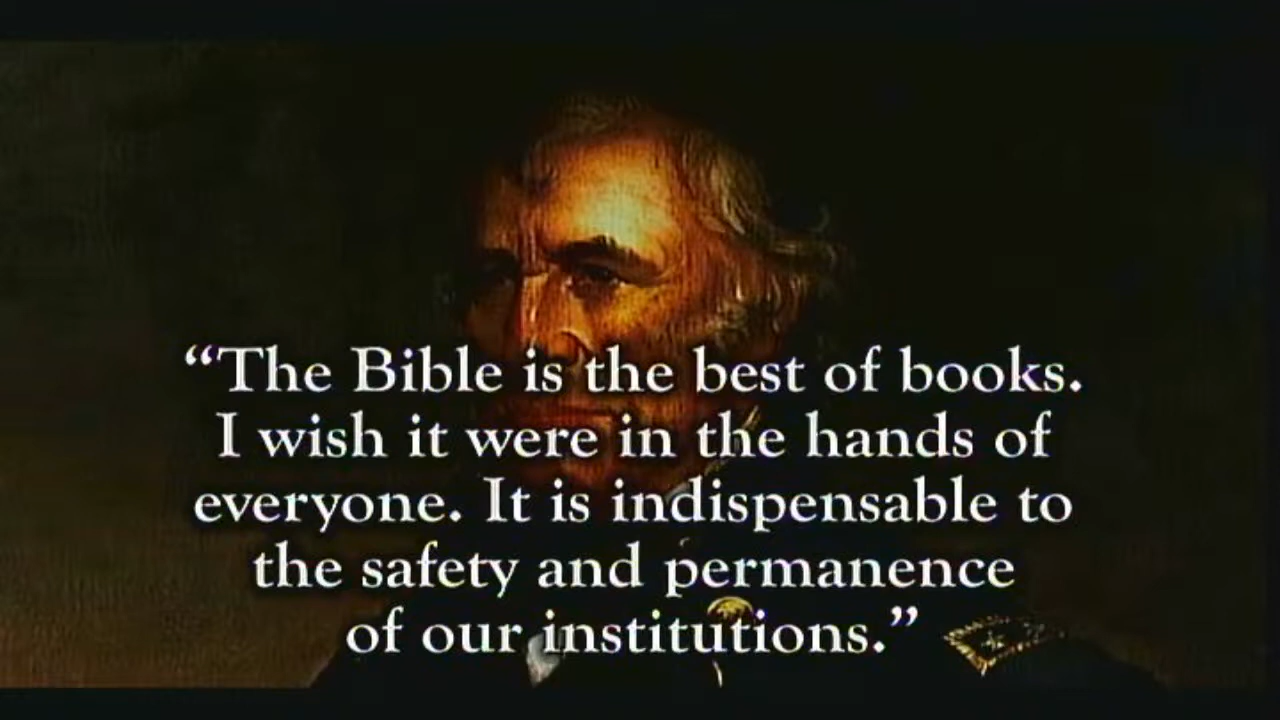 “The Bible is the best of books.
I wish it were in the hands of
everyone. It is indispensable to
the safety and permanence
of our institutions.”